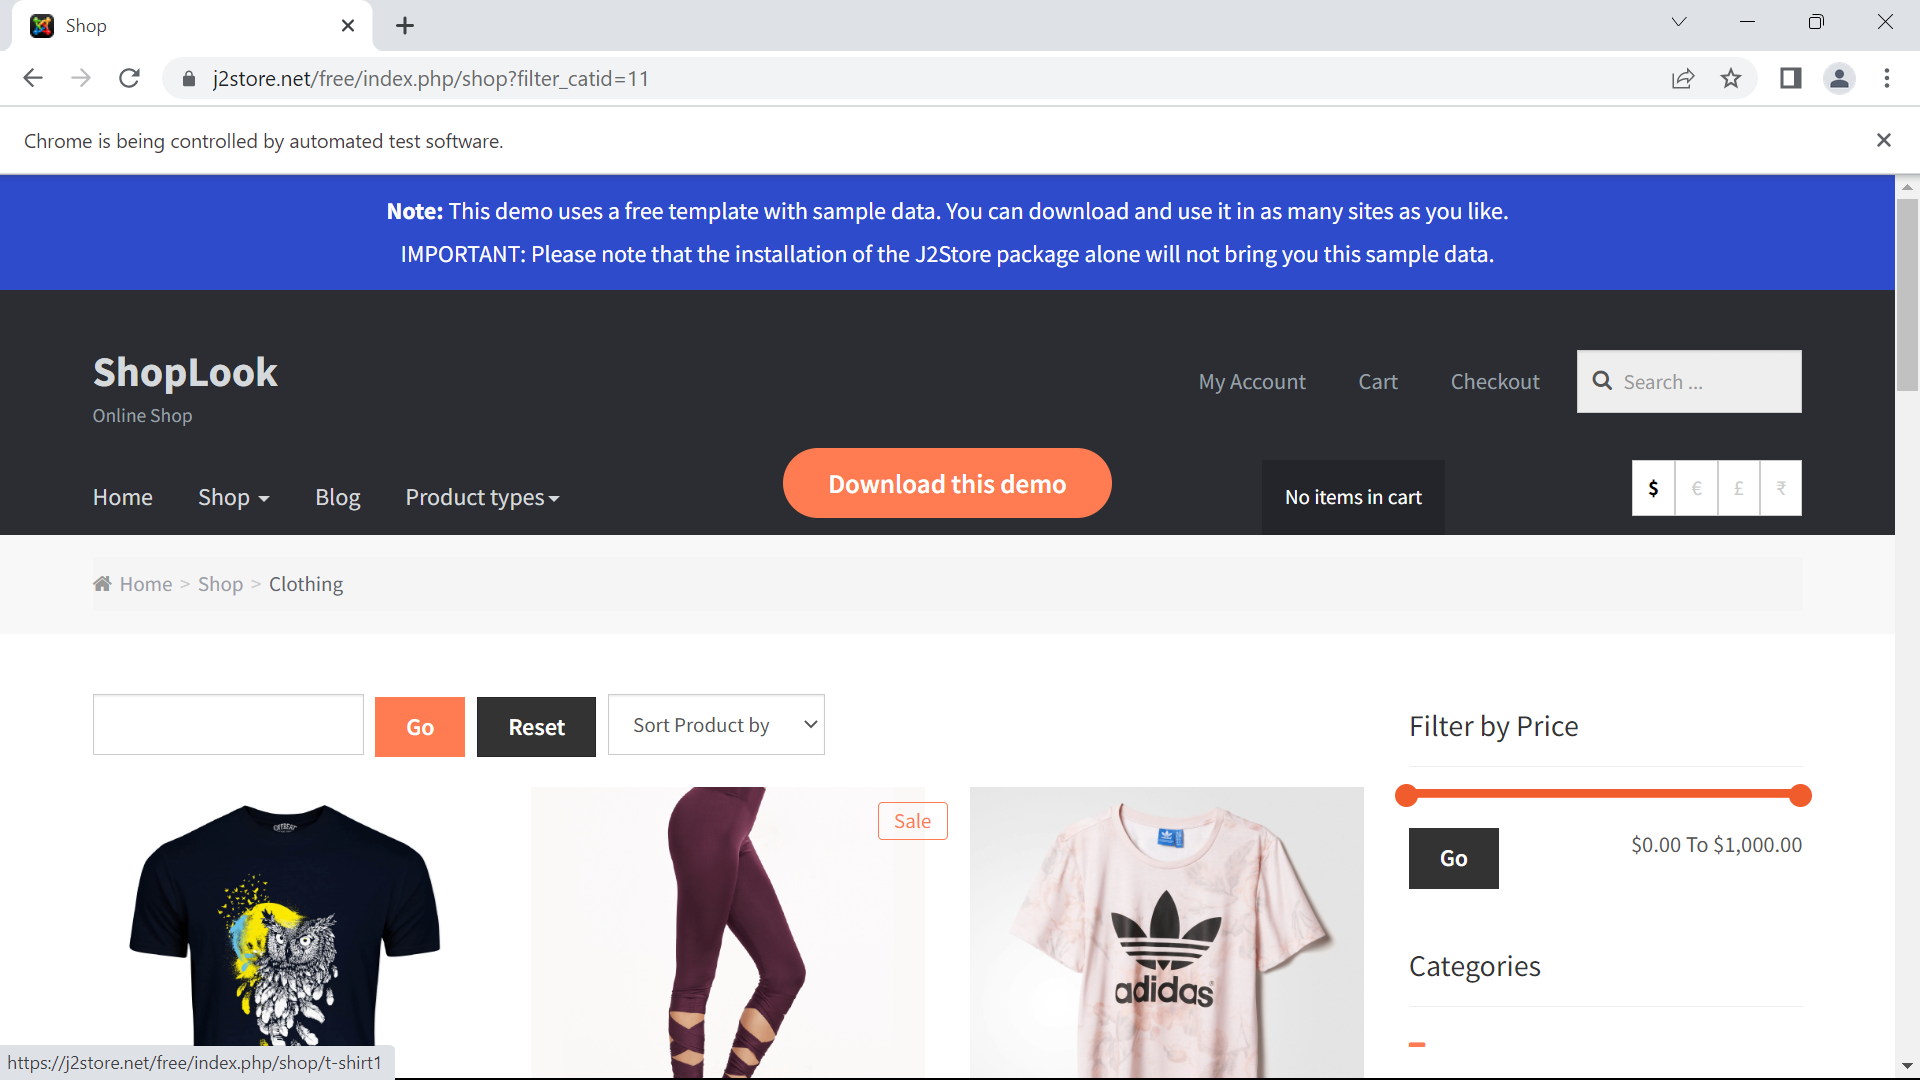 Shop
j2store.net/free/index.php/shop?filter_catid=11
Chrome is being controlled by automated test software.
Note: This demo uses a free template with sample data. You can download and use it in as many sites as you like.
IMPORTANT: Please note that the installation of the J2Store package alone will not bring you this sample data.
ShopLook
Online Shop
My Account
Cart
Checkout
Search ...
Home
Shop
Blog
Product types
Download this demo
No items in cart
$ € £ ₹
Home > Shop > Clothing
Go
Reset
Sort Product by
Filter by Price
Sale
Go
$0.00 To $1,000.00
adidas
Categories
https://j2store.net/free/index.php/shop/t-shirt1